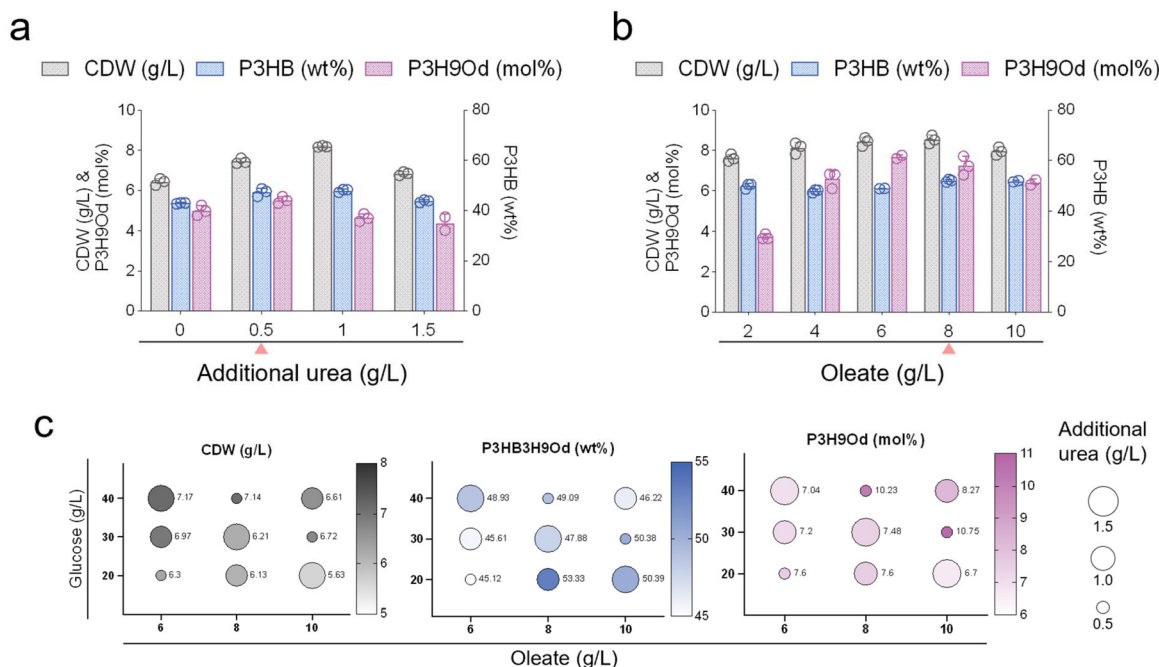 a
CDW (g/L) P3HB (wt%) P3H9Od (mol%)
10
8
6
4
2
0
CDW (g/L) &
P3H9Od (mol%)
80
60
40
20
0
P3HB
(wt%)
0 0.5 1 1.5
Additional urea (g/L)
b
CDW (g/L) P3HB (wt%) P3H9Od (mol%)
10
8
6
4
2
0
CDW (g/L) &
P3H9Od (mol%)
80
60
40
20
0
P3HB
(wt%)
2 4 6 8 10
Oleate (g/L)
c
Glucose (g/L)
CDW (g/L)
40 7.17 7.14 6.61
30 6.97 6.21 6.72
20 6.3 6.13 5.63
6 8 10
8
7
6
5
P3HB3H9Od (wt%)
40 48.93 49.09 46.22
30 45.61 47.88 50.38
20 45.12 53.33 50.39
6 8 10
55
50
45
P3H9Od (mol%)
40 7.04 10.23 8.27
30 7.2 7.48 10.75
20 7.6 7.6 6.7
6 8 10
11
10
9
8
7
6
Oleate (g/L)
Additional
urea (g/L)
1.5
1.0
0.5